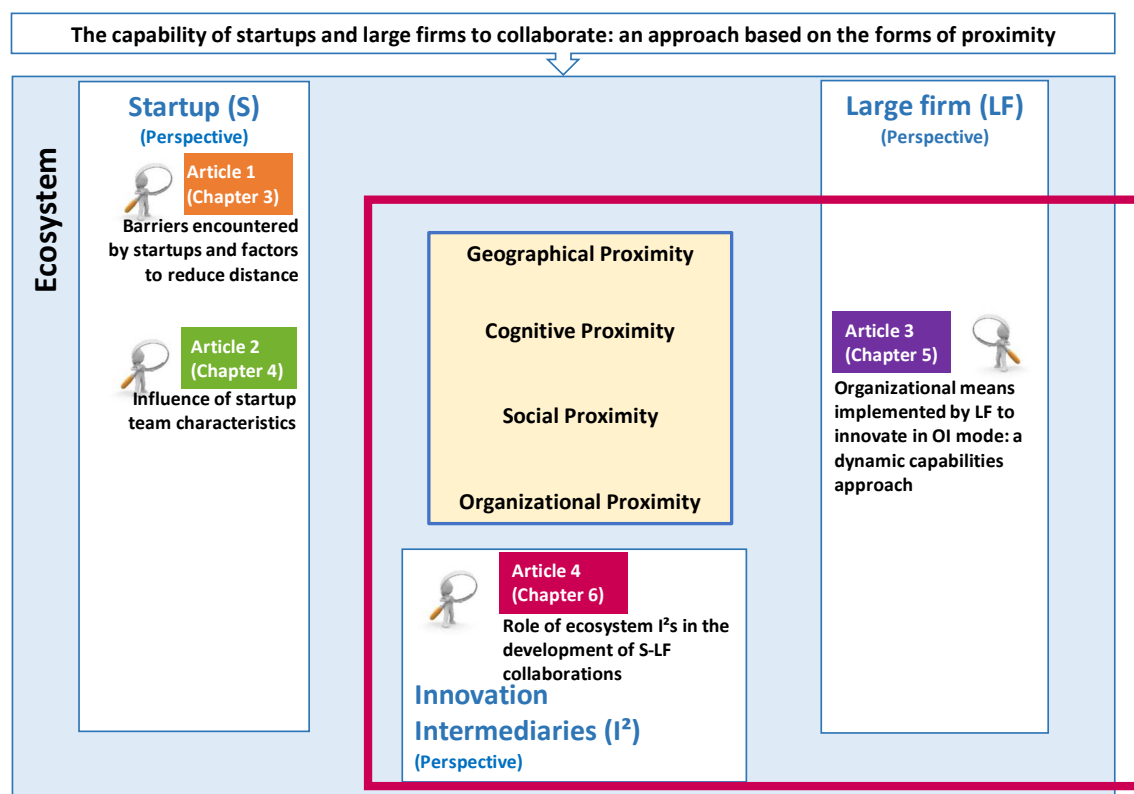 The capability of startups and large firms to collaborate: an approach based on the forms of proximity
Ecosystem
Startup (S)
(Perspective)
Article 1
(Chapter 3)
Barriers encountered
by startups and factors
to reduce distance
Article 2
(Chapter 4)
Influence of startup
team characteristics
Geographical Proximity
Cognitive Proximity
Social Proximity
Organizational Proximity
Article 4
(Chapter 6)
Role of ecosystem I²s in the
development of S-LF
collaborations
Innovation
Intermediaries (I²)
(Perspective)
Large firm (LF)
(Perspective)
Article 3
(Chapter 5)
Organizational means
implemented by LF to
innovate in OI mode: a
dynamic capabilities
approach